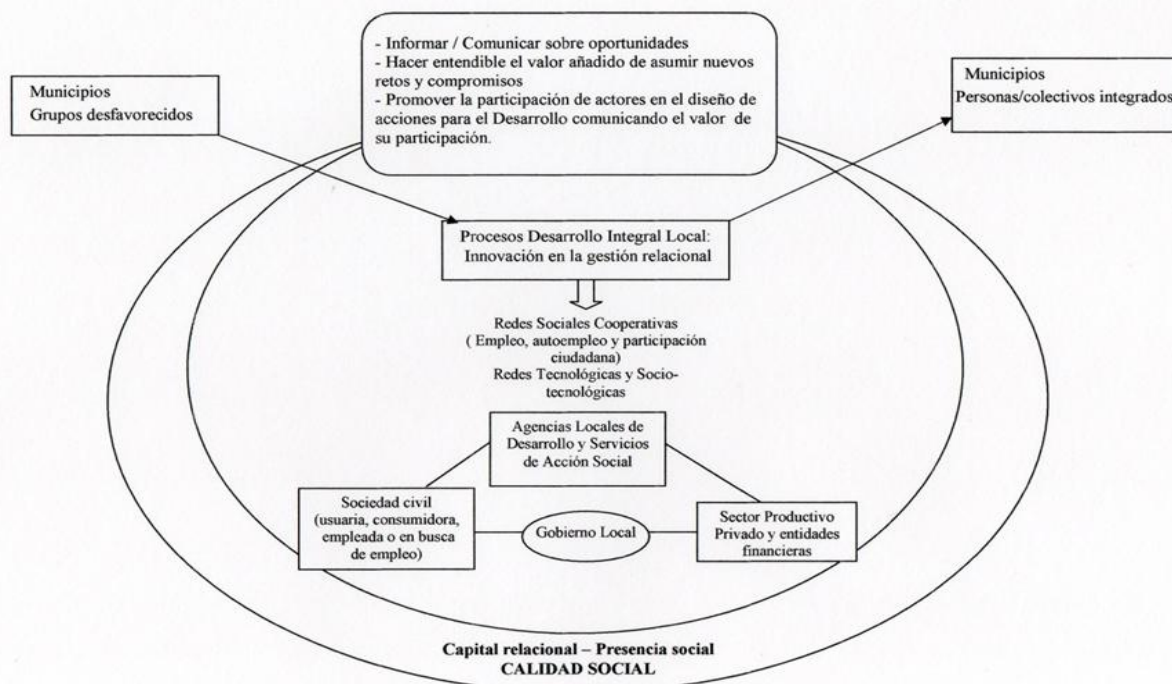 - Informar / Comunicar sobre oportunidades
- Hacer entendible el valor añadido de asumir nuevos
retos y compromisos
- Promover la participación de actores en el diseño de
acciones para el Desarrollo comunicando el valor de
su participación.
Municipios
Grupos desfavorecidos
Municipios
Personas/colectivos integrados
Procesos Desarrollo Integral Local:
Innovación en la gestión relacional
Redes Sociales Cooperativas
( Empleo, autoempleo y participación
ciudadana)
Redes Tecnológicas y Socio-
tecnológicas
Agencias Locales de
Desarrollo y Servicios
de Acción Social
Sociedad civil
(usuaria, consumidora,
empleada o en busca
de empleo)
Gobierno Local
Sector Productivo
Privado y entidades
financieras
Capital relacional – Presencia social
CALIDAD SOCIAL